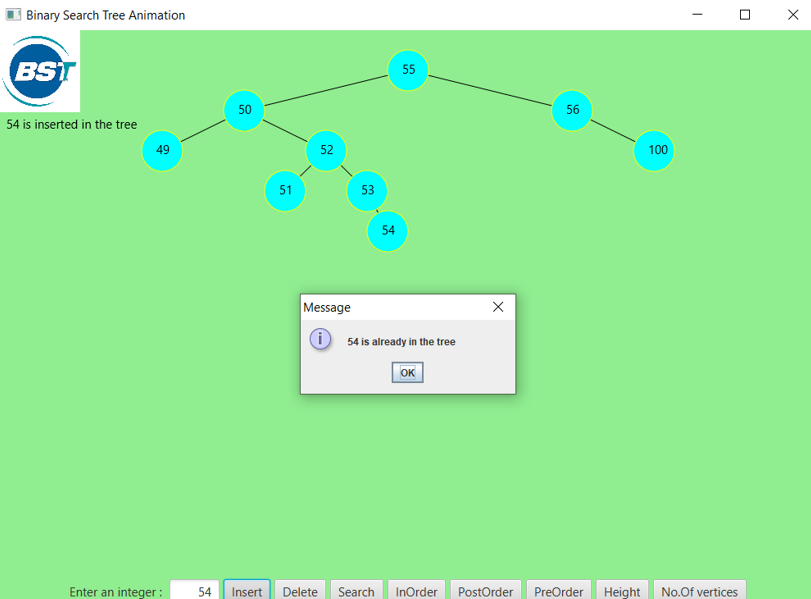 Binary Search Tree Animation
BST
54 is inserted in the tree
55
50
56
49
52
100
51
53
54
Message
i
54 is already in the tree
OK
Enter an integer : 54 Insert Delete Search InOrder PostOrder PreOrder Height No.Of vertices